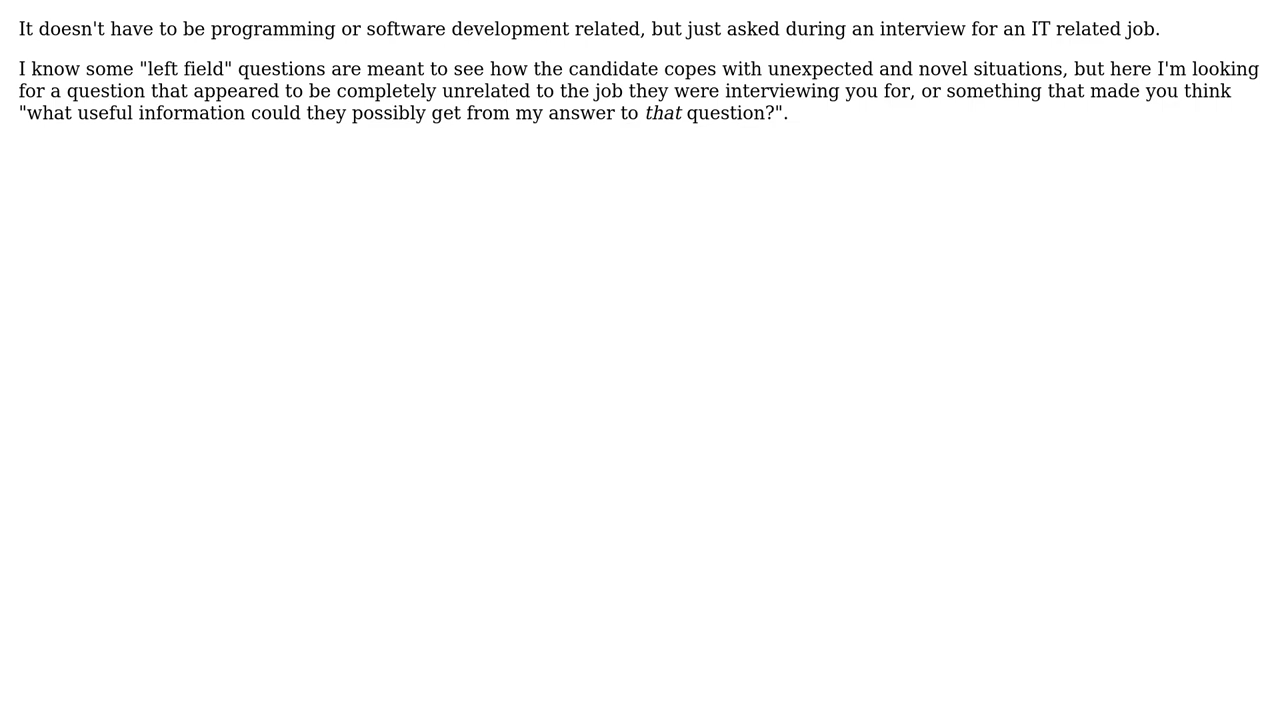 It doesn't have to be programming or software development related, but just asked during an interview for an IT related job.
I know some "left field" questions are meant to see how the candidate copes with unexpected and novel situations, but here I'm looking
for a question that appeared to be completely unrelated to the job they were interviewing you for, or something that made you think
"what useful information could they possibly get from my answer to that question?".